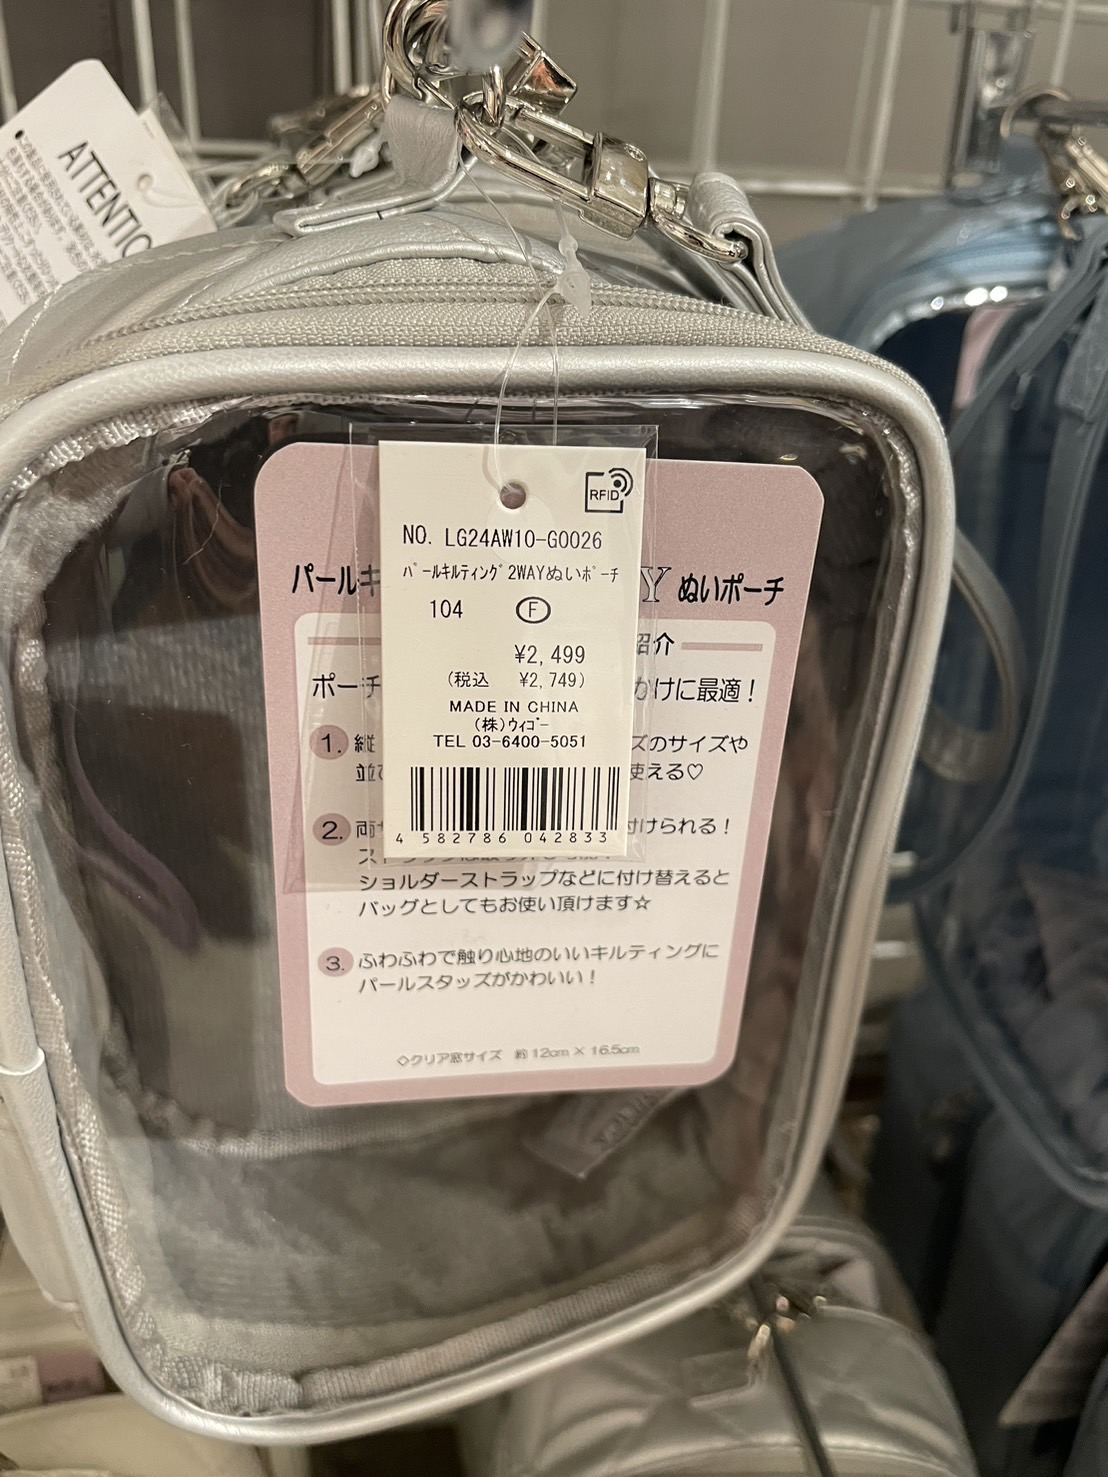 ATTENTIO
RFID
NO. LG24AW10-G0026
ﾊﾟｰﾙｷﾙﾃｨﾝｸﾞ2WAYぬいﾎﾟｰﾁ
104 Ⓕ
¥2,499
(税込 ¥2,749)
MADE IN CHINA
(株)ｳｨｺﾞｰ
TEL 03-6400-5051
4 582786 042833
パールキ Y ぬいポーチ
紹介
ポーチ かけに最適！
1. 縦 ズのサイズや
並び 使える♡
2. 両サ 付けられる！
ショルダーストラップなどに付け替えると
バッグとしてもお使い頂けます☆
3. ふわふわで触り心地のいいキルティングに
パールスタッズがかわいい！
◇クリア窓サイズ 約12cm×16.5cm